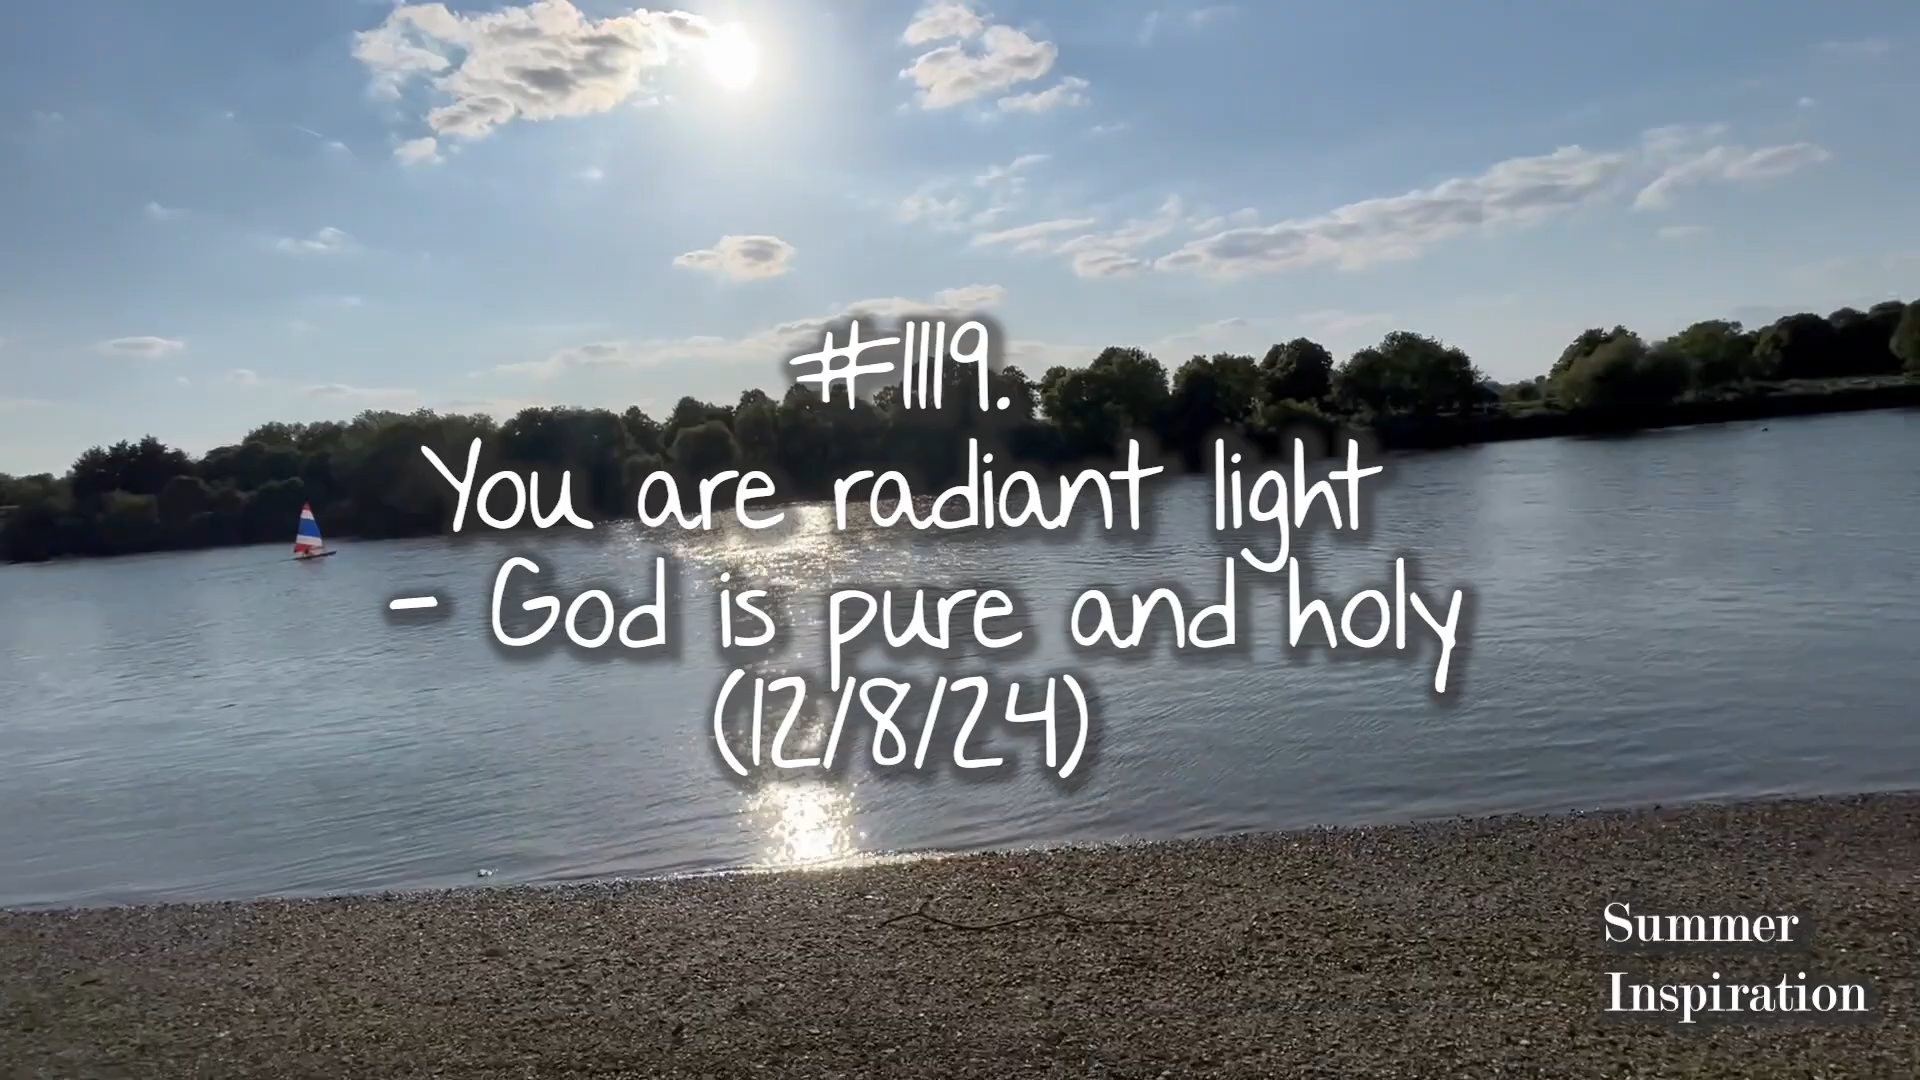 #1119.
You are radiant light
- God is pure and holy
(12/8/24)
Summer
Inspiration